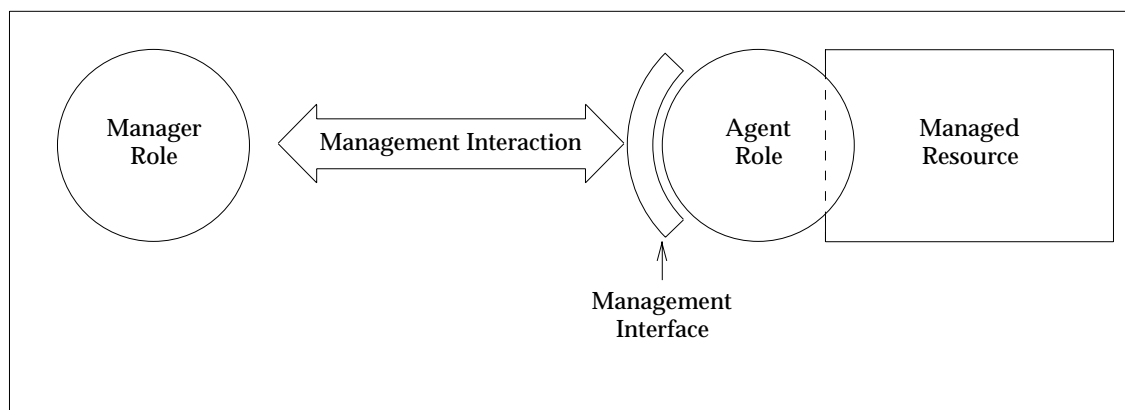 Manager
Role
Management Interaction
Agent
Role
Managed
Resource
Management
Interface